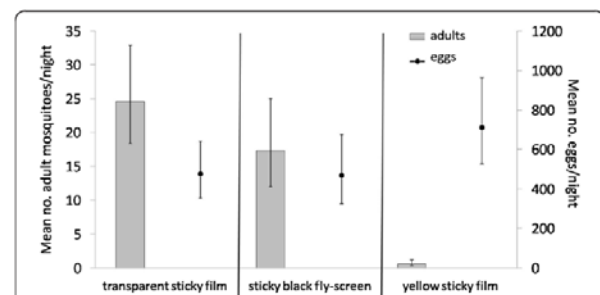 35
30
25
20
15
10
5
0
Mean no. adult mosquitoes/night
adults
eggs
1200
1000
800
600
400
200
0
Mean no. eggs/night
transparent sticky film
sticky black fly-screen
yellow sticky film